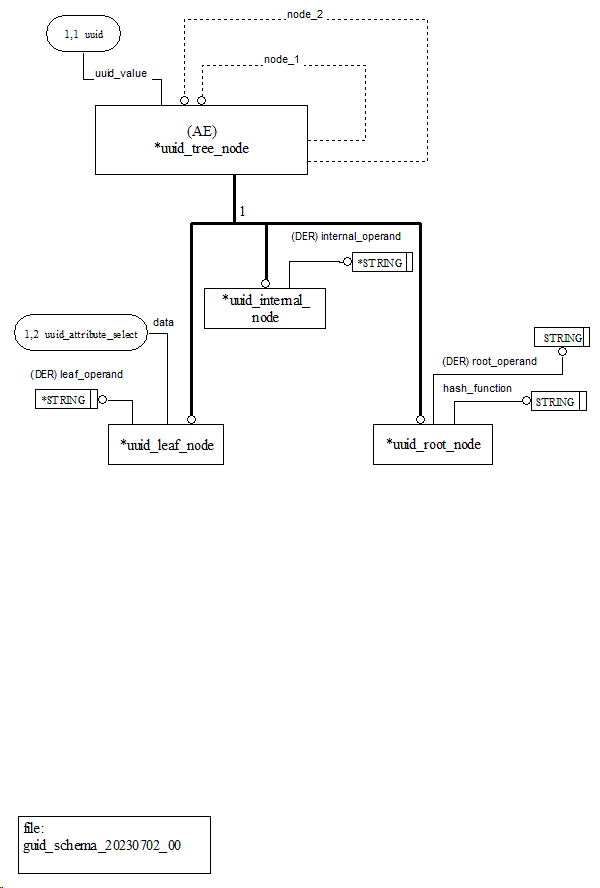 node_2
1,1 uuid
node_1
uuid_value
(AE)
*uuid_tree_node
1
(DER) internal_operand
*STRING
*uuid_internal_
node
data
1,2 uuid_attribute_select
STRING
(DER) root_operand
(DER) leaf_operand
hash_function
*STRING
STRING
*uuid_leaf_node
*uuid_root_node
file:
guid_schema_20230702_00